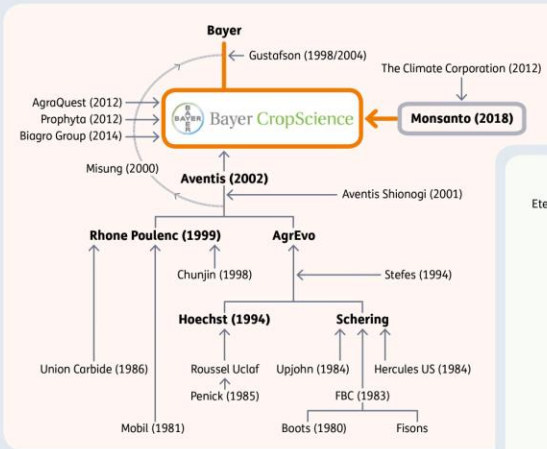 Bayer
Gustafson (1998/2004)
The Climate Corporation (2012)
AgraQuest (2012)
Prophyta (2012)
Biagro Group (2014)
BAYER
BAYER
Bayer CropScience
Monsanto (2018)
Misung (2000)
Aventis (2002)
Aventis Shionogi (2001)
Ete
Rhone Poulenc (1999)
AgrEvo
Chunjin (1998)
Stefes (1994)
Hoechst (1994)
Schering
Union Carbide (1986)
Roussel Uclaf
Upjohn (1984)
Hercules US (1984)
Penick (1985)
FBC (1983)
Mobil (1981)
Boots (1980)
Fisons